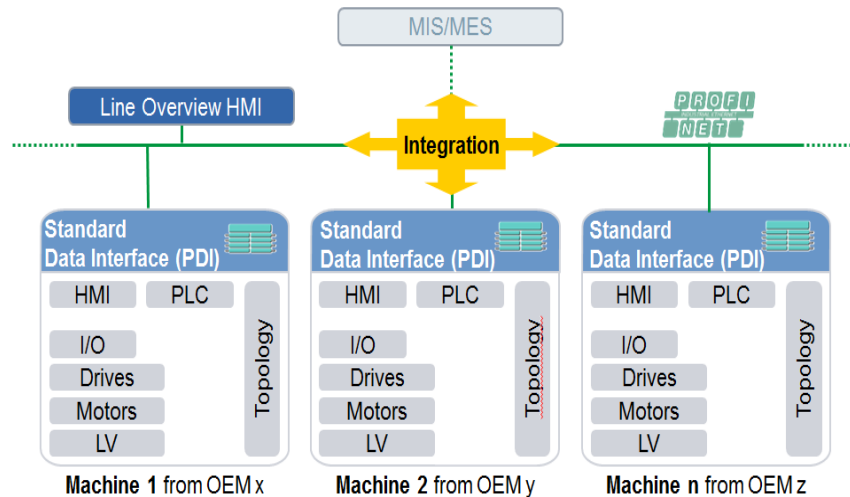 MIS/MES
Line Overview HMI
Integration
PROFI
INDUSTRIAL ETHERNET
NET
Standard
Data Interface (PDI)
HMI PLC
I/O
Drives
Motors
LV
Topology
Machine 1 from OEM x
Standard
Data Interface (PDI)
HMI PLC
I/O
Drives
Motors
LV
Topology
Machine 2 from OEM y
Standard
Data Interface (PDI)
HMI PLC
I/O
Drives
Motors
LV
Topology
Machine n from OEM z